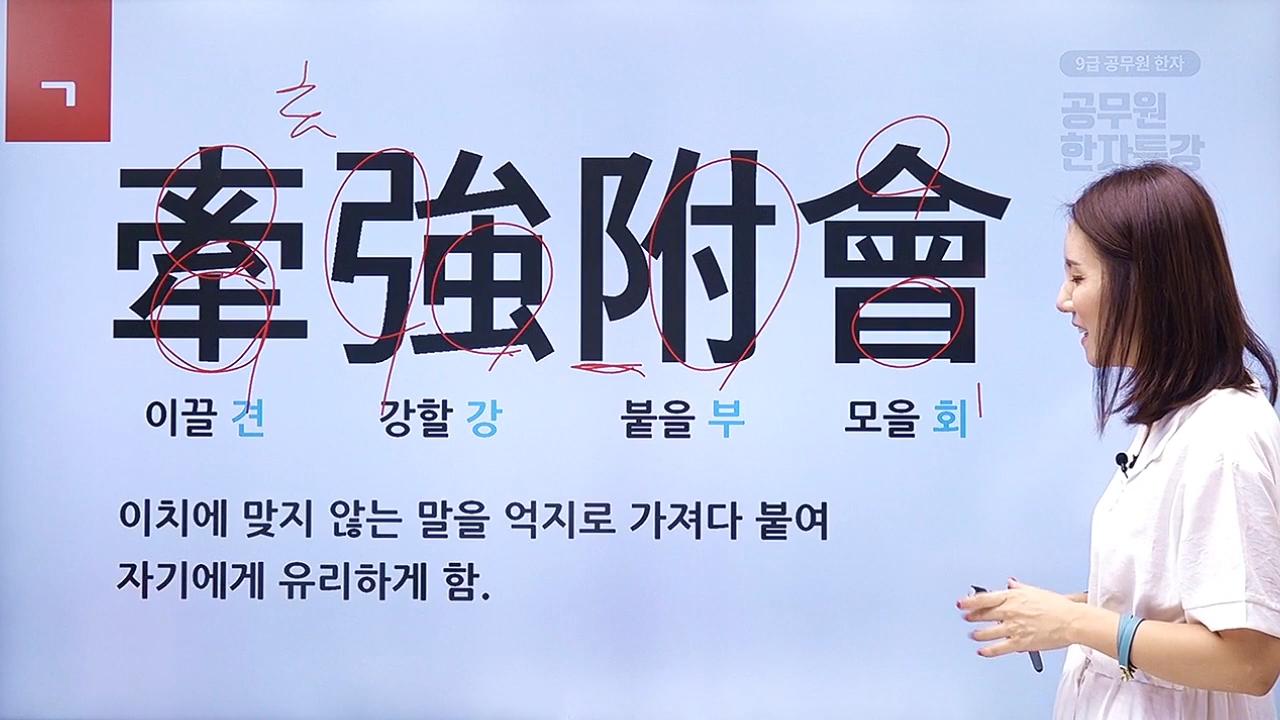 ㄱ
9급 공무원 한자
공무원
한자특강
玄
牽強附會
이끌 견 강할 강 붙을 부 모을 회
이치에 맞지 않는 말을 억지로 가져다 붙여
자기에게 유리하게 함.